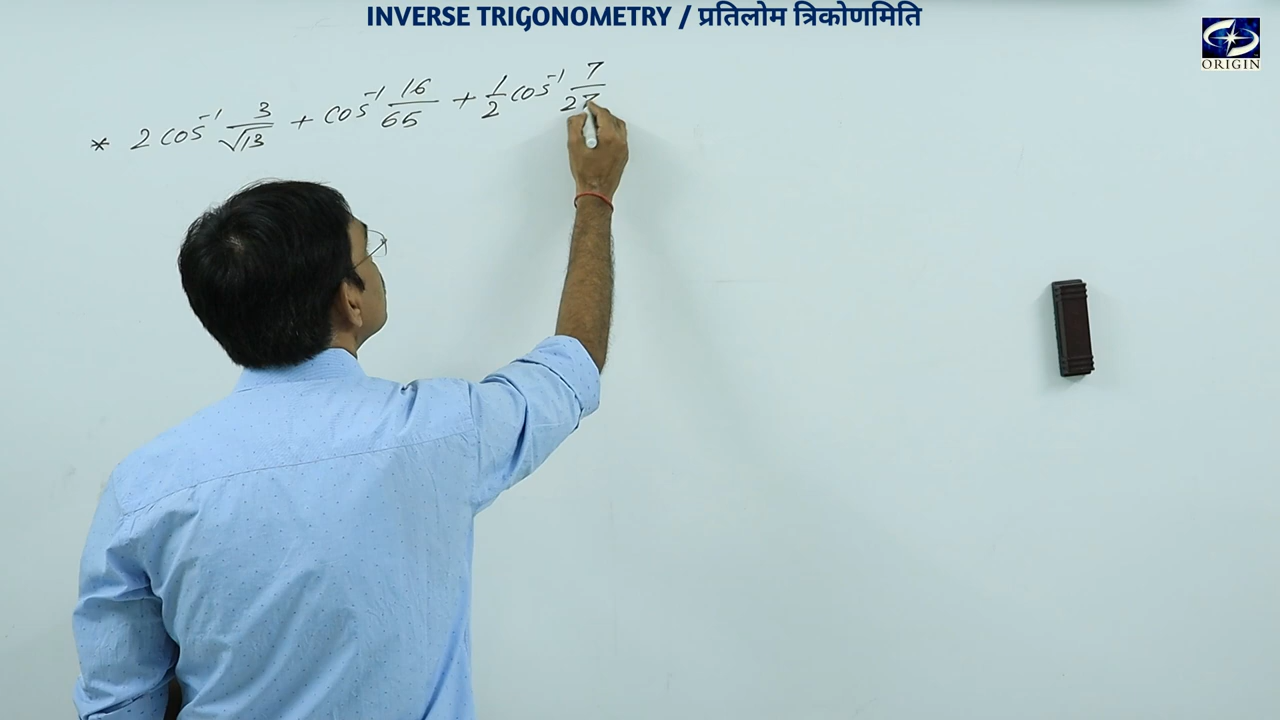 INVERSE TRIGONOMETRY / प्रतिलोम त्रिकोणमिति
ORIGIN
* 2 cos⁻¹ 3/√13 + cos⁻¹ 16/65 + 1/2 cos⁻¹ 7/2